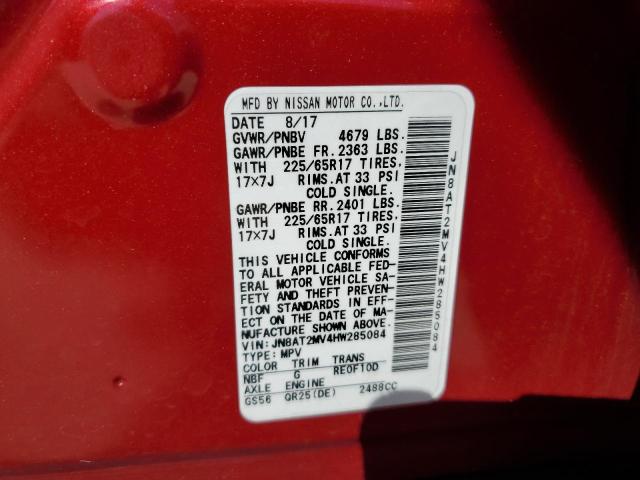 MFD BY NISSAN MOTOR CO.,LTD.
DATE 8/17
GVWR/PNBV 4679 LBS.
GAWR/PNBE FR. 2363 LBS.
WITH 225/65R17 TIRES,
17×7J RIMS.AT 33 PSI
COLD SINGLE.
GAWR/PNBE RR. 2401 LBS.
WITH 225/65R17 TIRES,
17×7J RIMS.AT 33 PSI
COLD SINGLE.
THIS VEHICLE CONFORMS
TO ALL APPLICABLE FED-
ERAL MOTOR VEHICLE SA-
FETY AND THEFT PREVEN-
TION STANDARDS IN EFF-
ECT ON THE DATE OF MA-
NUFACTURE SHOWN ABOVE.
VIN: JN8AT2MV4HW285084
TYPE: MPV
COLOR TRIM TRANS
NBF G RE0F10D
AXLE ENGINE
GS56 QR25(DE) 2488CC
JN8AT2MV4HW285084